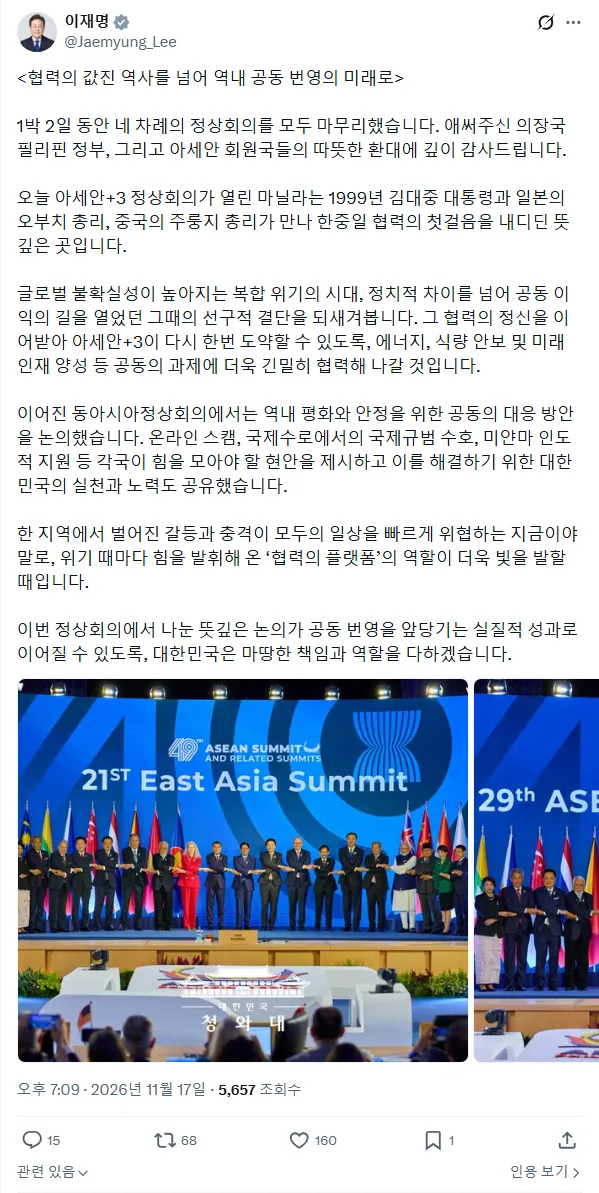 이재명
@Jaemyung_Lee
<협력의 값진 역사를 넘어 역내 공동 번영의 미래로>
1박 2일 동안 네 차례의 정상회의를 모두 마무리했습니다. 애써주신 의장국
필리핀 정부, 그리고 아세안 회원국들의 따뜻한 환대에 깊이 감사드립니다.
오늘 아세안+3 정상회의가 열린 마닐라는 1999년 김대중 대통령과 일본의
오부치 총리, 중국의 주룽지 총리가 만나 한중일 협력의 첫걸음을 내디딘 뜻
깊은 곳입니다.
글로벌 불확실성이 높아지는 복합 위기의 시대, 정치적 차이를 넘어 공동 이
익의 길을 열었던 그때의 선구적 결단을 되새겨봅니다. 그 협력의 정신을 이
어받아 아세안+3이 다시 한번 도약할 수 있도록, 에너지, 식량 안보 및 미래
인재 양성 등 공동의 과제에 더욱 긴밀히 협력해 나갈 것입니다.
이어진 동아시아정상회의에서는 역내 평화와 안정을 위한 공동의 대응 방안
을 논의했습니다. 온라인 스캠, 국제수로에서의 국제규범 수호, 미얀마 인도
적 지원 등 각국이 힘을 모아야 할 현안을 제시하고 이를 해결하기 위한 대한
민국의 실천과 노력도 공유했습니다.
한 지역에서 벌어진 갈등과 충격이 모두의 일상을 빠르게 위협하는 지금이야
말로, 위기 때마다 힘을 발휘해 온 ‘협력의 플랫폼’의 역할이 더욱 빛을 발할
때입니다.
이번 정상회의에서 나눈 뜻깊은 논의가 공동 번영을 앞당기는 실질적 성과로
이어질 수 있도록, 대한민국은 마땅한 책임과 역할을 다하겠습니다.
49TH ASEAN SUMMIT
AND RELATED SUMMITS
21ST East Asia Summit
29th ASE
대한민국
청와대
오후 7:09 · 2026년 11월 17일 · 5,657 조회수
15 68 160 1
관련 있음
인용 보기